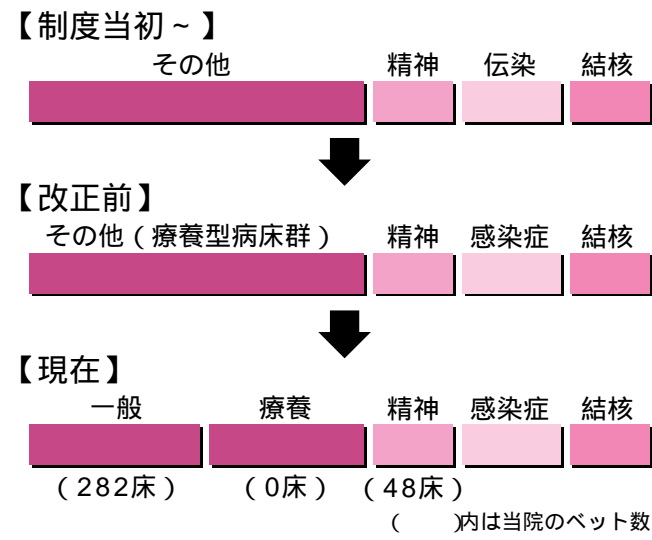 【制度当初~】
その他 精神 伝染 結核
【改正前】
その他(療養型病床群) 精神 感染症 結核
【現在】
一般 療養 精神 感染症 結核
(282床) (0床) (48床)
( )内は当院のベット数